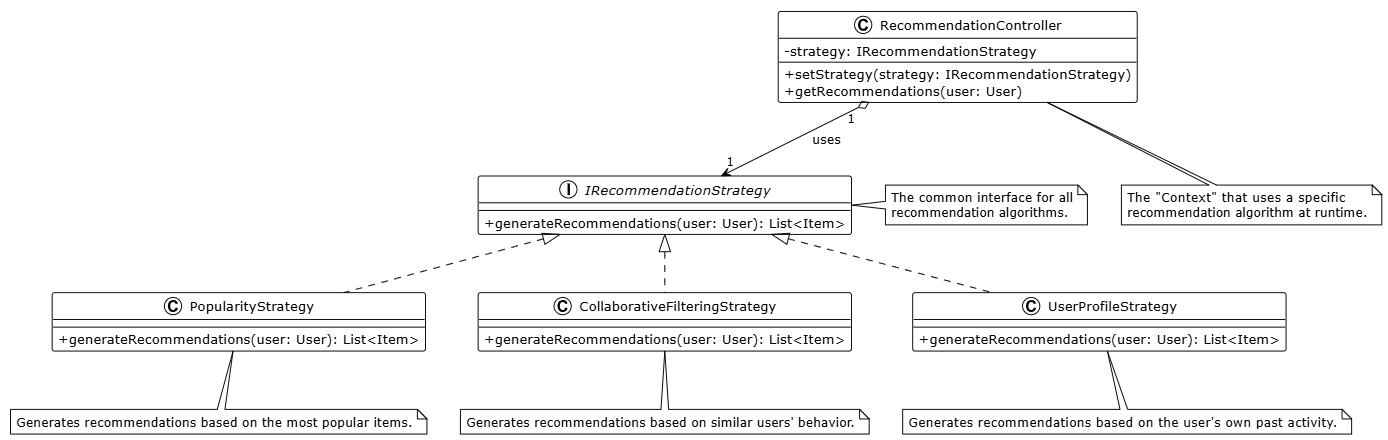 C RecommendationController
-strategy: IRecommendationStrategy
+setStrategy(strategy: IRecommendationStrategy)
+getRecommendations(user: User)
1
uses
1
I IRecommendationStrategy
+generateRecommendations(user: User): List<Item>
The common interface for all
recommendation algorithms.
The "Context" that uses a specific
recommendation algorithm at runtime.
C PopularityStrategy
+generateRecommendations(user: User): List<Item>
C CollaborativeFilteringStrategy
+generateRecommendations(user: User): List<Item>
C UserProfileStrategy
+generateRecommendations(user: User): List<Item>
Generates recommendations based on the most popular items.
Generates recommendations based on similar users' behavior.
Generates recommendations based on the user's own past activity.